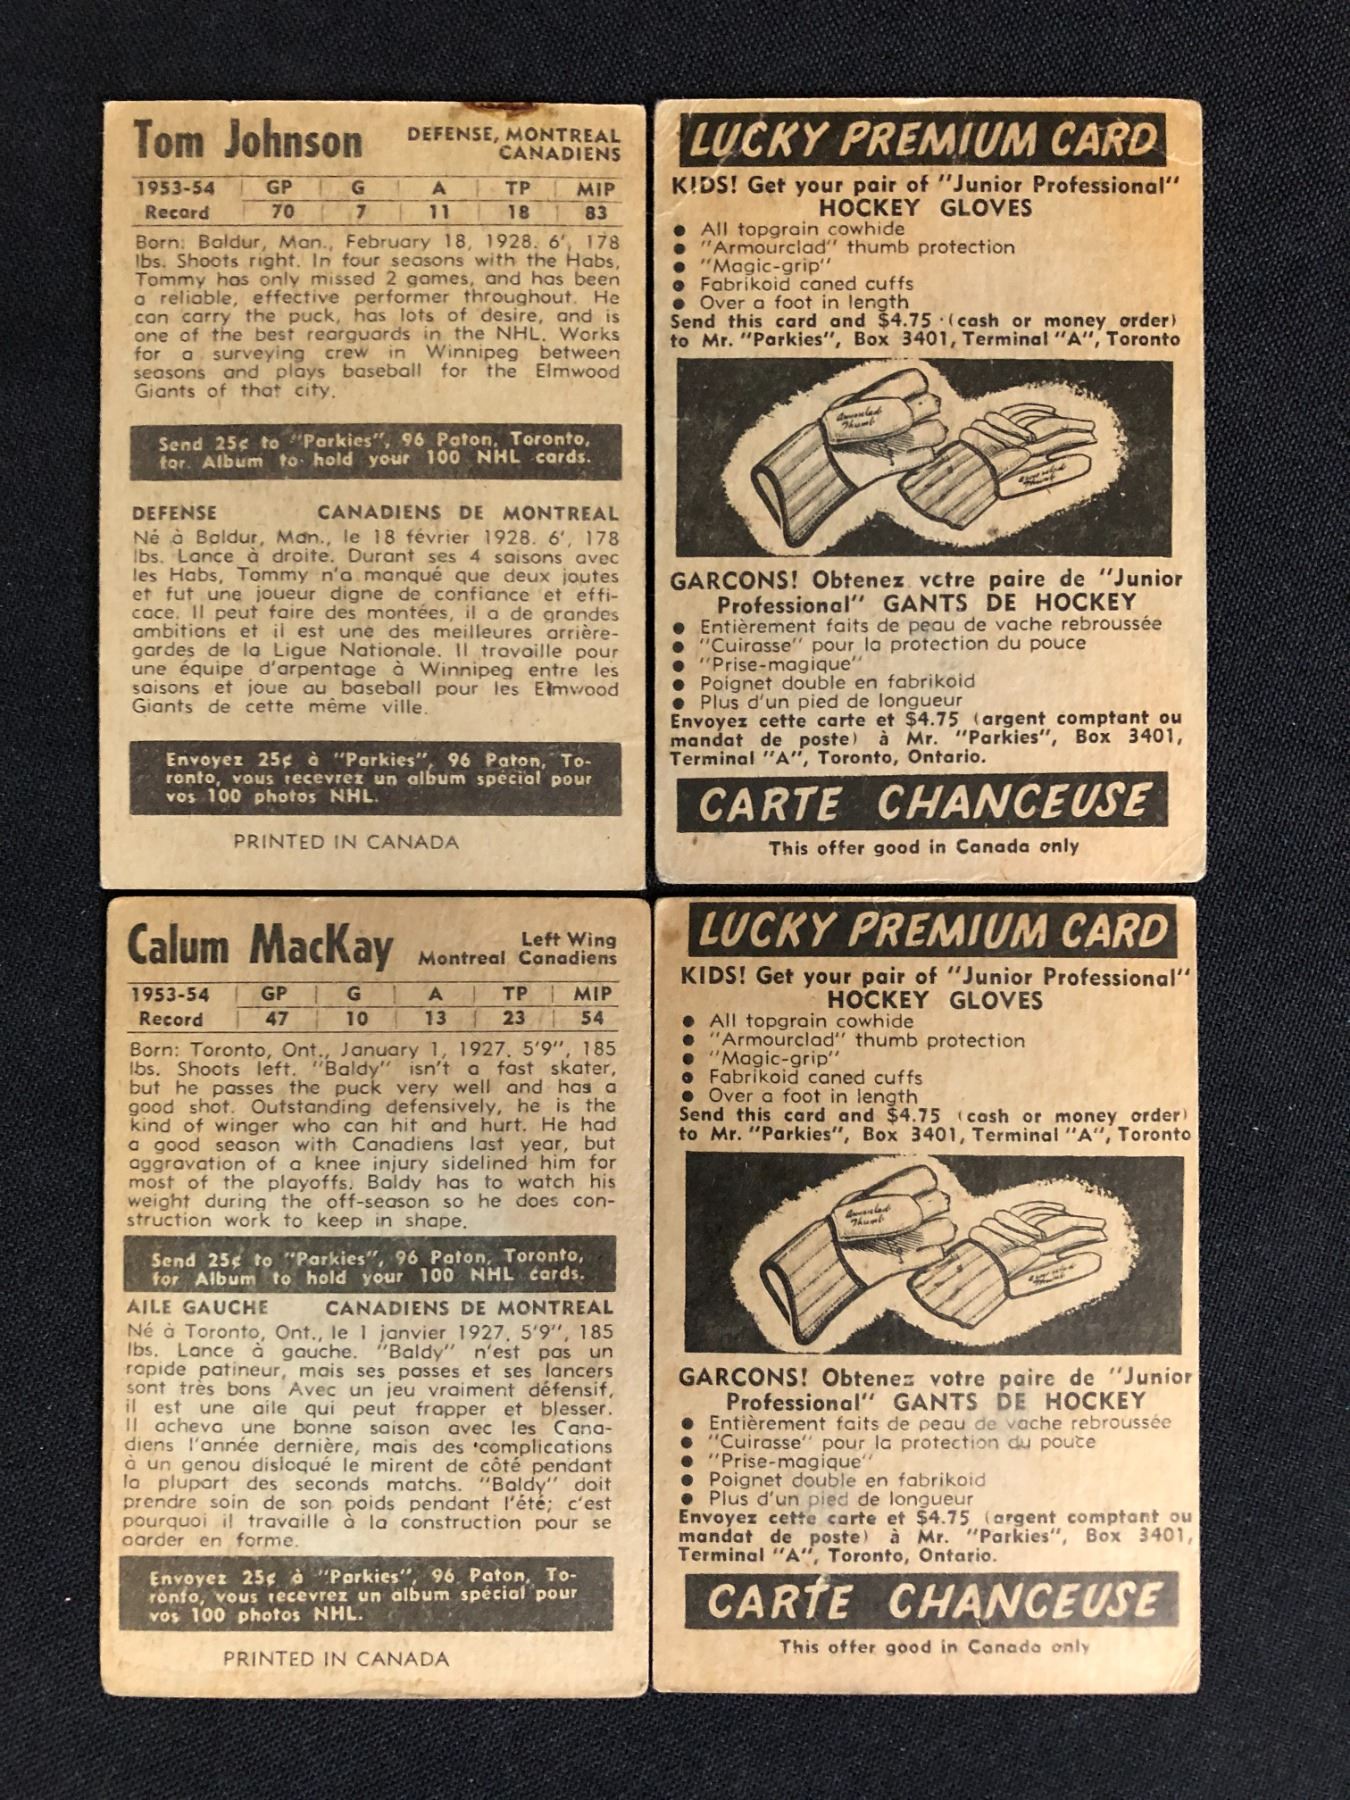 Tom Johnson
DEFENSE, MONTREAL
CANADIENS
1953-54 GP G A TP MIP
Record 70 7 11 18 83
Born: Baldur, Man., February 18, 1928. 6', 178
lbs. Shoots right. In four seasons with the Habs,
Tommy has only missed 2 games, and has been
a reliable, effective performer throughout. He
can carry the puck, has lots of desire, and is
one of the best rearguards in the NHL. Works
for a surveying crew in Winnipeg between
seasons and plays baseball for the Elmwood
Giants of that city.
Send 25¢ to "Parkies", 96 Paton, Toronto,
for Album to hold your 100 NHL cards.
DEFENSE CANADIENS DE MONTREAL
Né à Baldur, Man., le 18 février 1928. 6', 178
lbs. Lance à droite. Durant ses 4 saisons avec
les Habs, Tommy n'a manqué que deux joutes
et fut une joueur digne de confiance et effi-
cace. Il peut faire des montées, il a de grandes
ambitions et il est une des meilleures arrière-
gardes de la Ligue Nationale. Il travaille pour
une équipe d'arpentage à Winnipeg entre les
saisons et joue au baseball pour les Elmwood
Giants de cette même ville.
Envoyez 25¢ à "Parkies", 96 Paton, To-
ronto, vous recevrez un album spécial pour
vos 100 photos NHL.
PRINTED IN CANADA
LUCKY PREMIUM CARD
KIDS! Get your pair of "Junior Professional"
HOCKEY GLOVES
● All topgrain cowhide
● "Armourclad" thumb protection
● "Magic-grip"
● Fabrikoid caned cuffs
● Over a foot in length
Send this card and $4.75 (cash or money order)
to Mr. "Parkies", Box 3401, Terminal "A", Toronto
Armourclad
Thumb
Armourclad
Thumb
GARCONS! Obtenez votre paire de "Junior
Professional" GANTS DE HOCKEY
● Entièrement faits de peau de vache rebroussée
● "Cuirasse" pour la protection du pouce
● "Prise-magique"
● Poignet double en fabrikoid
● Plus d'un pied de longueur
Envoyez cette carte et $4.75 (argent comptant ou
mandat de poste) à Mr. "Parkies", Box 3401,
Terminal "A", Toronto, Ontario.
CARTE CHANCEUSE
This offer good in Canada only
Calum MacKay
Left Wing
Montreal Canadiens
1953-54 GP G A TP MIP
Record 47 10 13 23 54
Born: Toronto, Ont., January 1, 1927. 5'9", 185
lbs. Shoots left. "Baldy" isn't a fast skater,
but he passes the puck very well and has a
good shot. Outstanding defensively, he is the
kind of winger who can hit and hurt. He had
a good season with Canadiens last year, but
aggravation of a knee injury sidelined him for
most of the playoffs. Baldy has to watch his
weight during the off-season so he does con-
struction work to keep in shape.
Send 25¢ to "Parkies", 96 Paton, Toronto,
for Album to hold your 100 NHL cards.
AILE GAUCHE CANADIENS DE MONTREAL
Né à Toronto, Ont., le 1 janvier 1927. 5'9", 185
lbs. Lance à gauche. "Baldy" n'est pas un
rapide patineur, mais ses passes et ses lancers
sont très bons Avec un jeu vraiment défensif,
il est une aile qui peut frapper et blesser.
Il acheva une bonne saison avec les Cana-
diens l'année dernière, mais des complications
à un genou disloqué le mirent de côté pendant
la plupart des seconds matchs. "Baldy" doit
prendre soin de son poids pendant l'été; c'est
pourquoi il travaille à la construction pour se
garder en forme.
Envoyez 25¢ à "Parkies", 96 Paton, To-
ronto, vous recevrez un album spécial pour
vos 100 photos NHL.
PRINTED IN CANADA
LUCKY PREMIUM CARD
KIDS! Get your pair of "Junior Professional"
HOCKEY GLOVES
● All topgrain cowhide
● "Armourclad" thumb protection
● "Magic-grip"
● Fabrikoid caned cuffs
● Over a foot in length
Send this card and $4.75 (cash or money order)
to Mr. "Parkies", Box 3401, Terminal "A", Toronto
Armourclad
Thumb
Armourclad
Thumb
GARCONS! Obtenez votre paire de "Junior
Professional" GANTS DE HOCKEY
● Entièrement faits de peau de vache rebroussée
● "Cuirasse" pour la protection du pouce
● "Prise-magique"
● Poignet double en fabrikoid
● Plus d'un pied de longueur
Envoyez cette carte et $4.75 (argent comptant ou
mandat de poste) à Mr. "Parkies", Box 3401,
Terminal "A", Toronto, Ontario.
CARTE CHANCEUSE
This offer good in Canada only